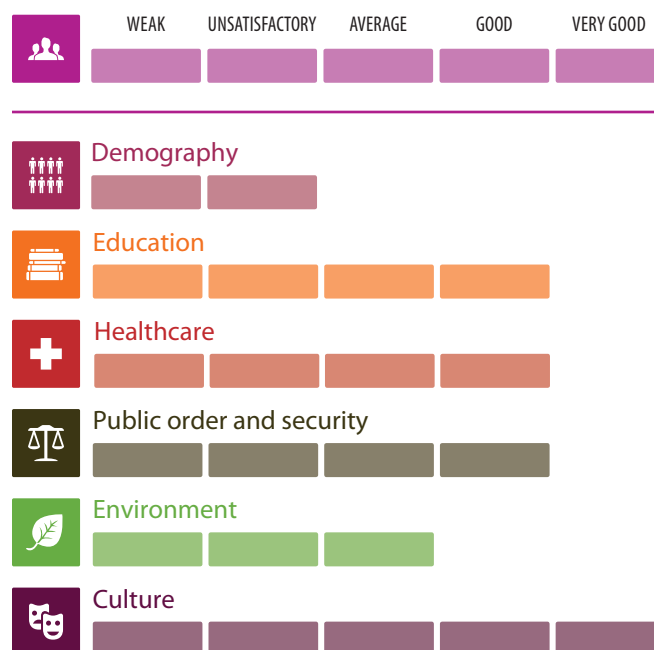 WEAK UNSATISFACTORY AVERAGE GOOD VERY GOOD
Demography
Education
Healthcare
Public order and security
Environment
Culture